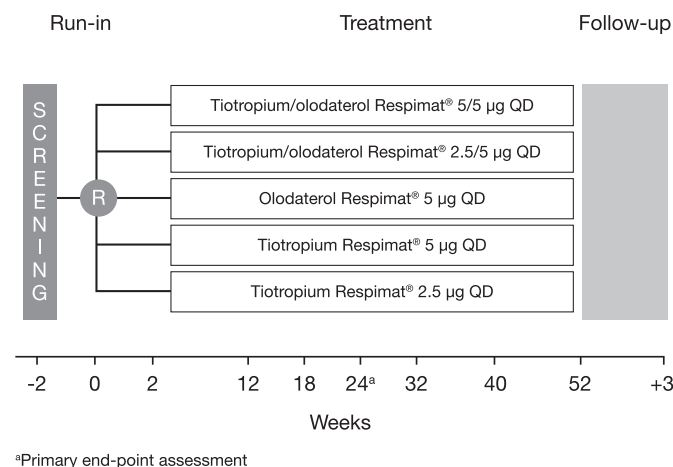 Run-in Treatment Follow-up
SCREENING
R
Tiotropium/olodaterol Respimat® 5/5 μg QD
Tiotropium/olodaterol Respimat® 2.5/5 μg QD
Olodaterol Respimat® 5 μg QD
Tiotropium Respimat® 5 μg QD
Tiotropium Respimat® 2.5 μg QD
-2 0 2 12 18 24ᵃ 32 40 52 +3
Weeks
ᵃPrimary end-point assessment